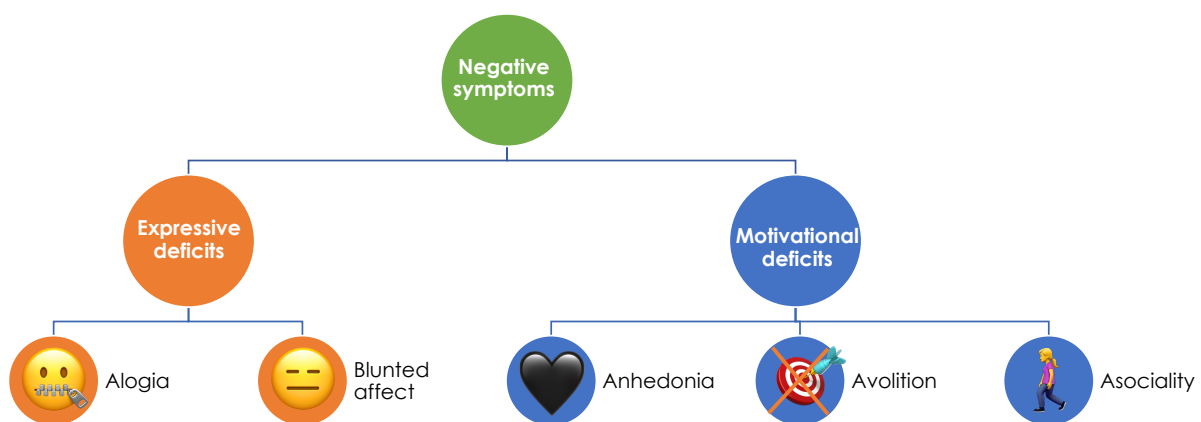 Negative
symptoms
Expressive
deficits
Motivational
deficits
Alogia
Blunted
affect
Anhedonia
Avolition
Asociality